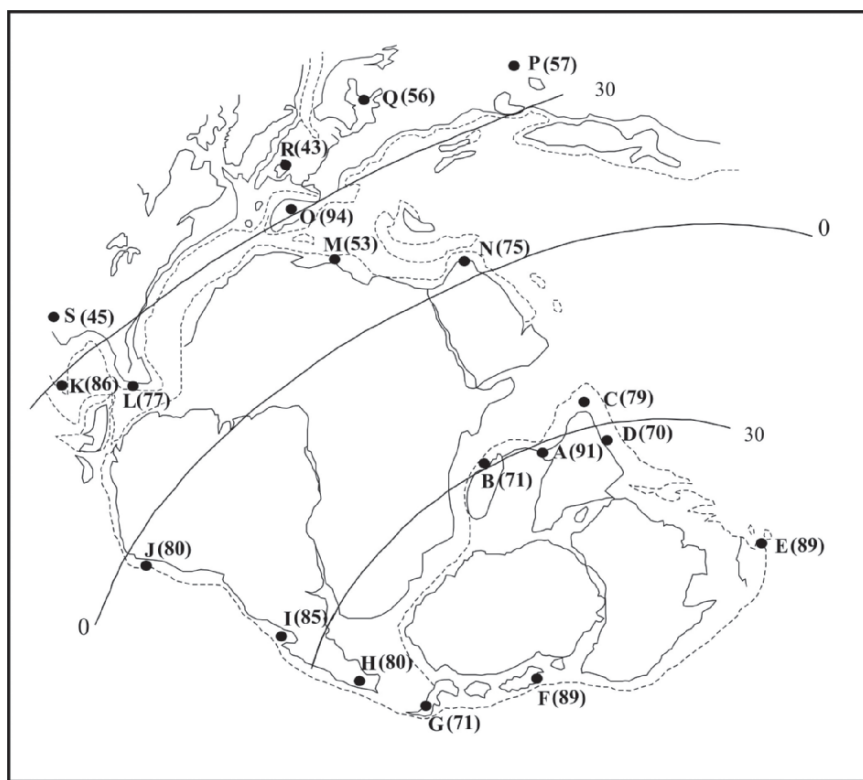 P (57)
30
Q (56)
R (43)
O (94)
0
M (53)
N (75)
S (45)
K (86)
L (77)
C (79)
D (70)
30
A (91)
B (71)
J (80)
E (89)
0
I (85)
H (80)
F (89)
G (71)